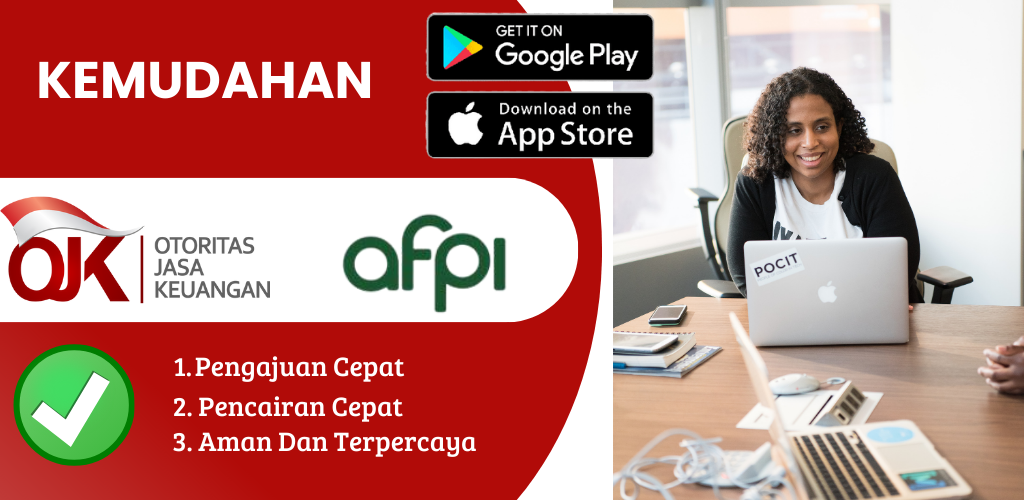 KEMUDAHAN
GET IT ON
Google Play
Download on the
App Store
OJK
OTORITAS
JASA
KEUANGAN
afpi
1. Pengajuan Cepat
2. Pencairan Cepat
3. Aman Dan Terpercaya
POCIT